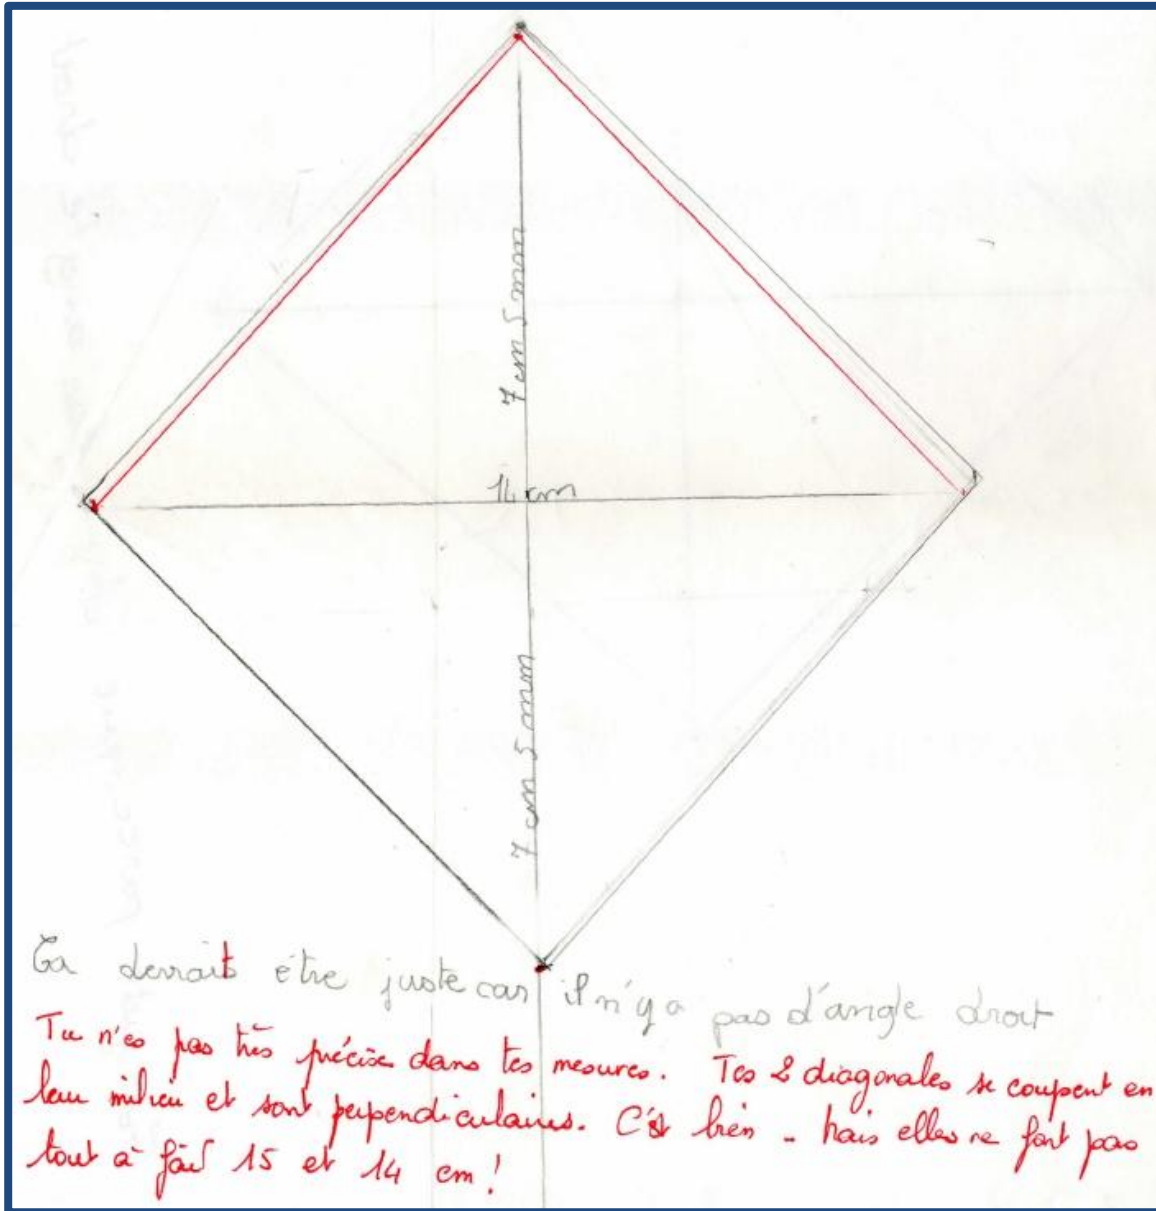 7 cm 5 mm
14 cm
7 cm 5 mm
Ça devrait être juste car il n'y a pas d'angle droit
Tu n'es pas très précise dans tes mesures. Tes 2 diagonales se coupent en
leur milieu et sont perpendiculaires. C'est bien - Mais elles ne font pas
tout à fait 15 et 14 cm !